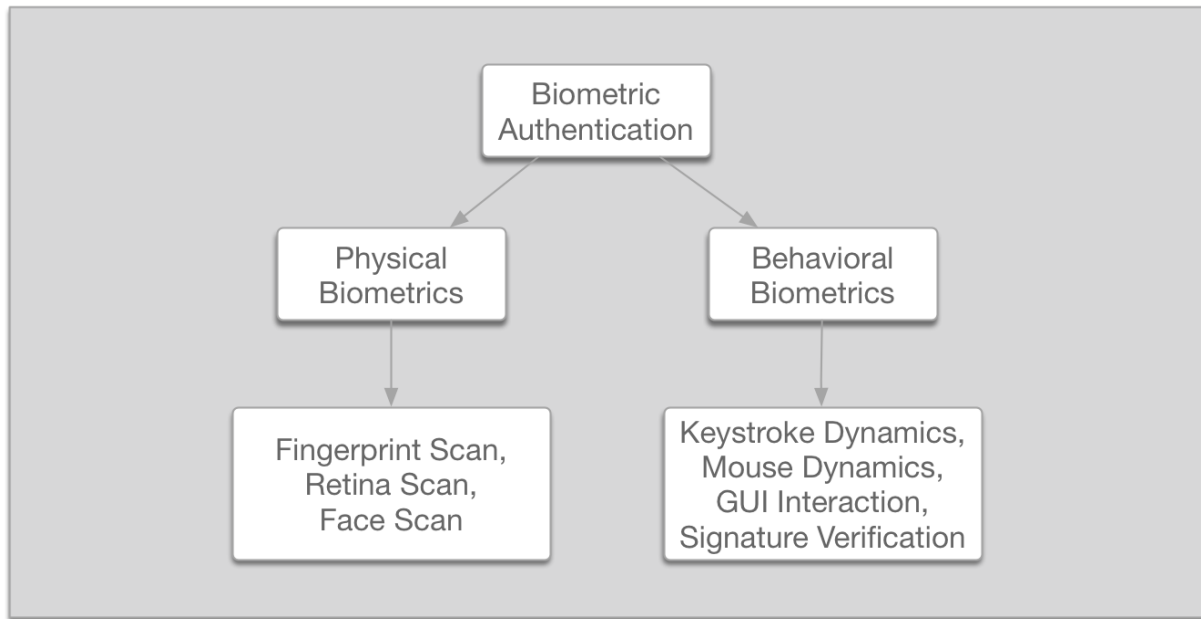 Biometric
Authentication
Physical
Biometrics
Behavioral
Biometrics
Fingerprint Scan,
Retina Scan,
Face Scan
Keystroke Dynamics,
Mouse Dynamics,
GUI Interaction,
Signature Verification